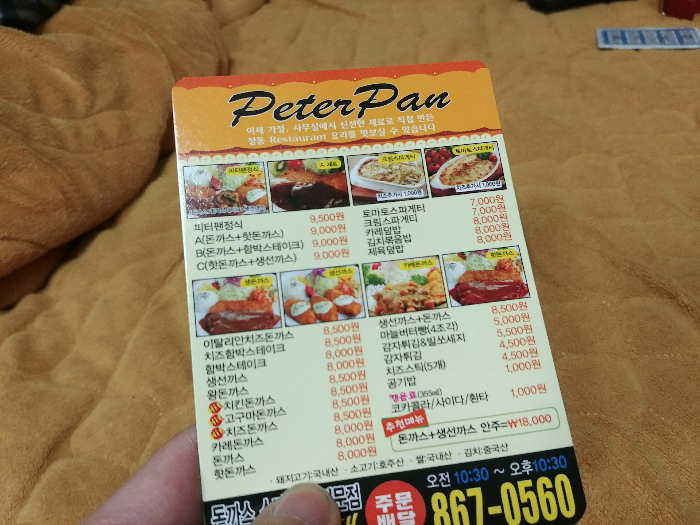 PeterPan
이제 가정, 사무실에서 신선한 재료로 직접 만든
정통 Restaurant 요리를 맛보실 수 있습니다
피터팬정식
A 세트
크림스파게티
토마토스파게티
치즈추가시 1,000원
치즈추가시 1,000원
피터팬정식 9,500원
A(돈까스+핫돈까스) 9,000원
B(돈까스+함박스테이크) 9,000원
C(핫돈까스+생선까스) 9,000원
토마토스파게티 7,000원
크림스파게티 7,000원
카레덮밥 8,000원
김치볶음밥 8,000원
제육덮밥 8,000원
생선까스
카레돈까스
핫돈까스
이탈리안치즈돈까스 8,500원
치즈함박스테이크 8,500원
함박스테이크 8,000원
생선까스 8,000원
왕돈까스 8,500원
치킨돈까스 8,500원
고구마돈까스 8,500원
치즈돈까스 8,500원
카레돈까스 8,000원
돈까스 8,000원
핫돈까스 8,000원
생선까스+돈까스 8,500원
마늘버터빵(4조각) 5,000원
감자튀김&빌쏘세지 5,500원
감자튀김 4,500원
치즈스틱(5개) 4,500원
공기밥 1,000원
캔음료(355㎖)
코카콜라/사이다/환타 1,000원
추천메뉴
돈까스+생선까스 안주=₩18,000
· 돼지고기:국내산 · 소고기:호주산 · 쌀:국내산 · 김치:중국산
돈까스
문점
주문
배달
오전 10:30 ~ 오후 10:30
867-0560